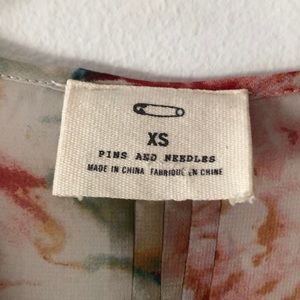 XS
PINS AND NEEDLES
MADE IN CHINA FABRIQUÉ EN CHINE